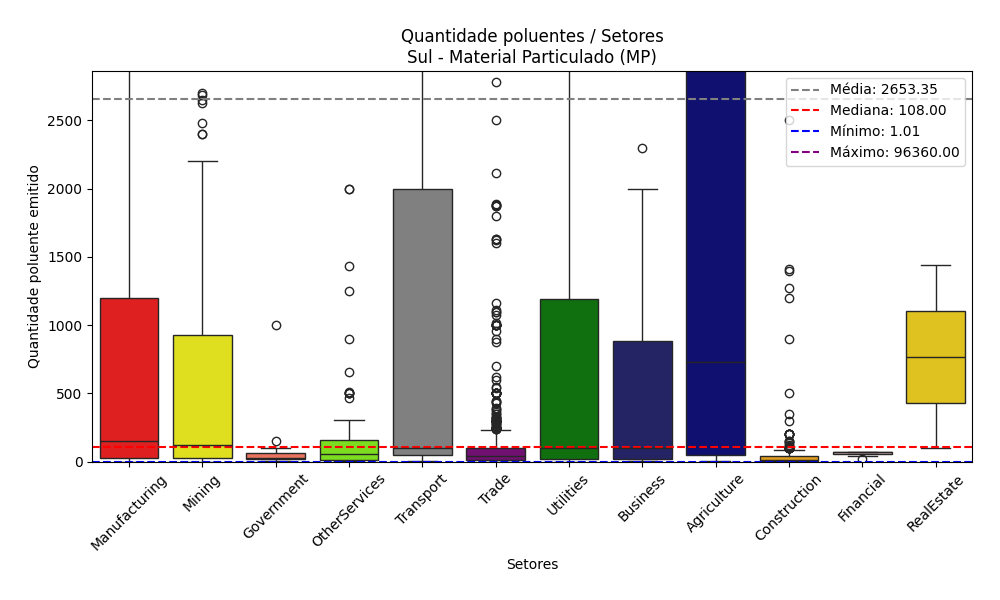 Quantidade poluentes / Setores
Sul - Material Particulado (MP)
Média: 2653.35
Mediana: 108.00
Mínimo: 1.01
Máximo: 96360.00
Quantidade poluente emitido
2500
2000
1500
1000
500
0
Manufacturing
Mining
Government
OtherServices
Transport
Trade
Utilities
Business
Agriculture
Construction
Financial
RealEstate
Setores